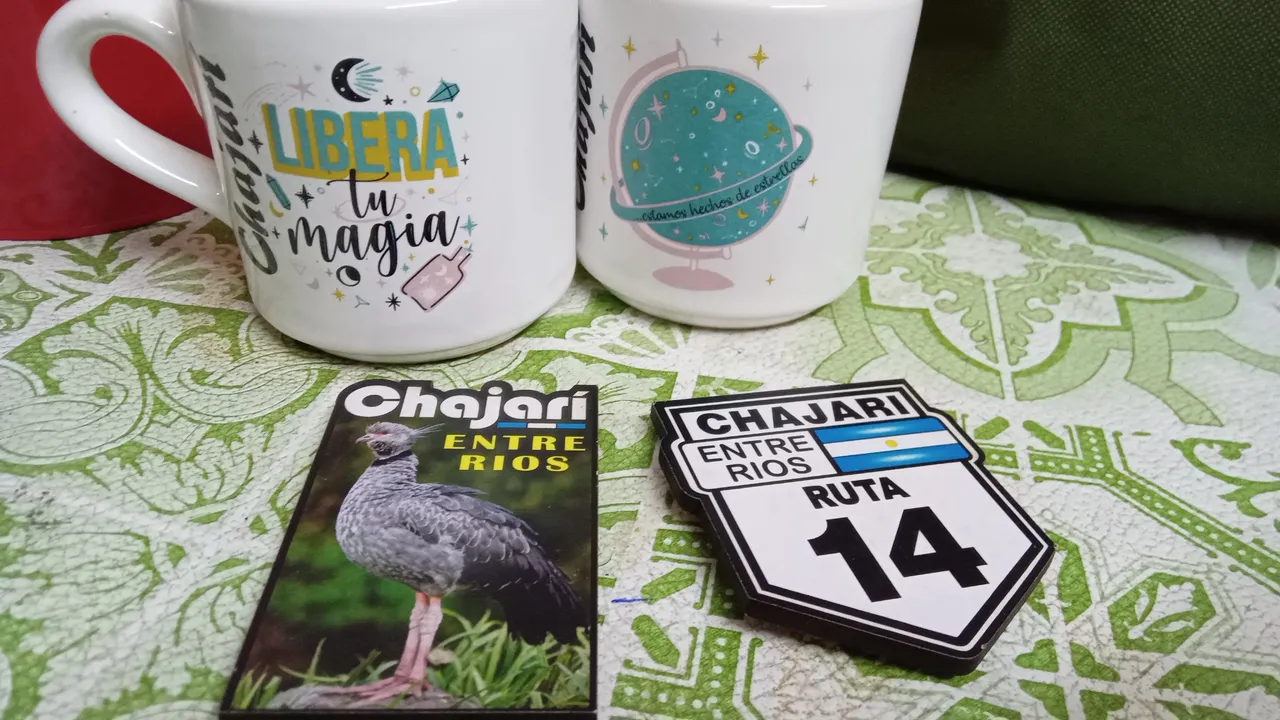 Chajarí
LIBERA
tu
magia
Chajarí
estamos hechos de estrellas
Chajarí
ENTRE
RIOS
CHAJARI
ENTRE
RIOS
RUTA
14